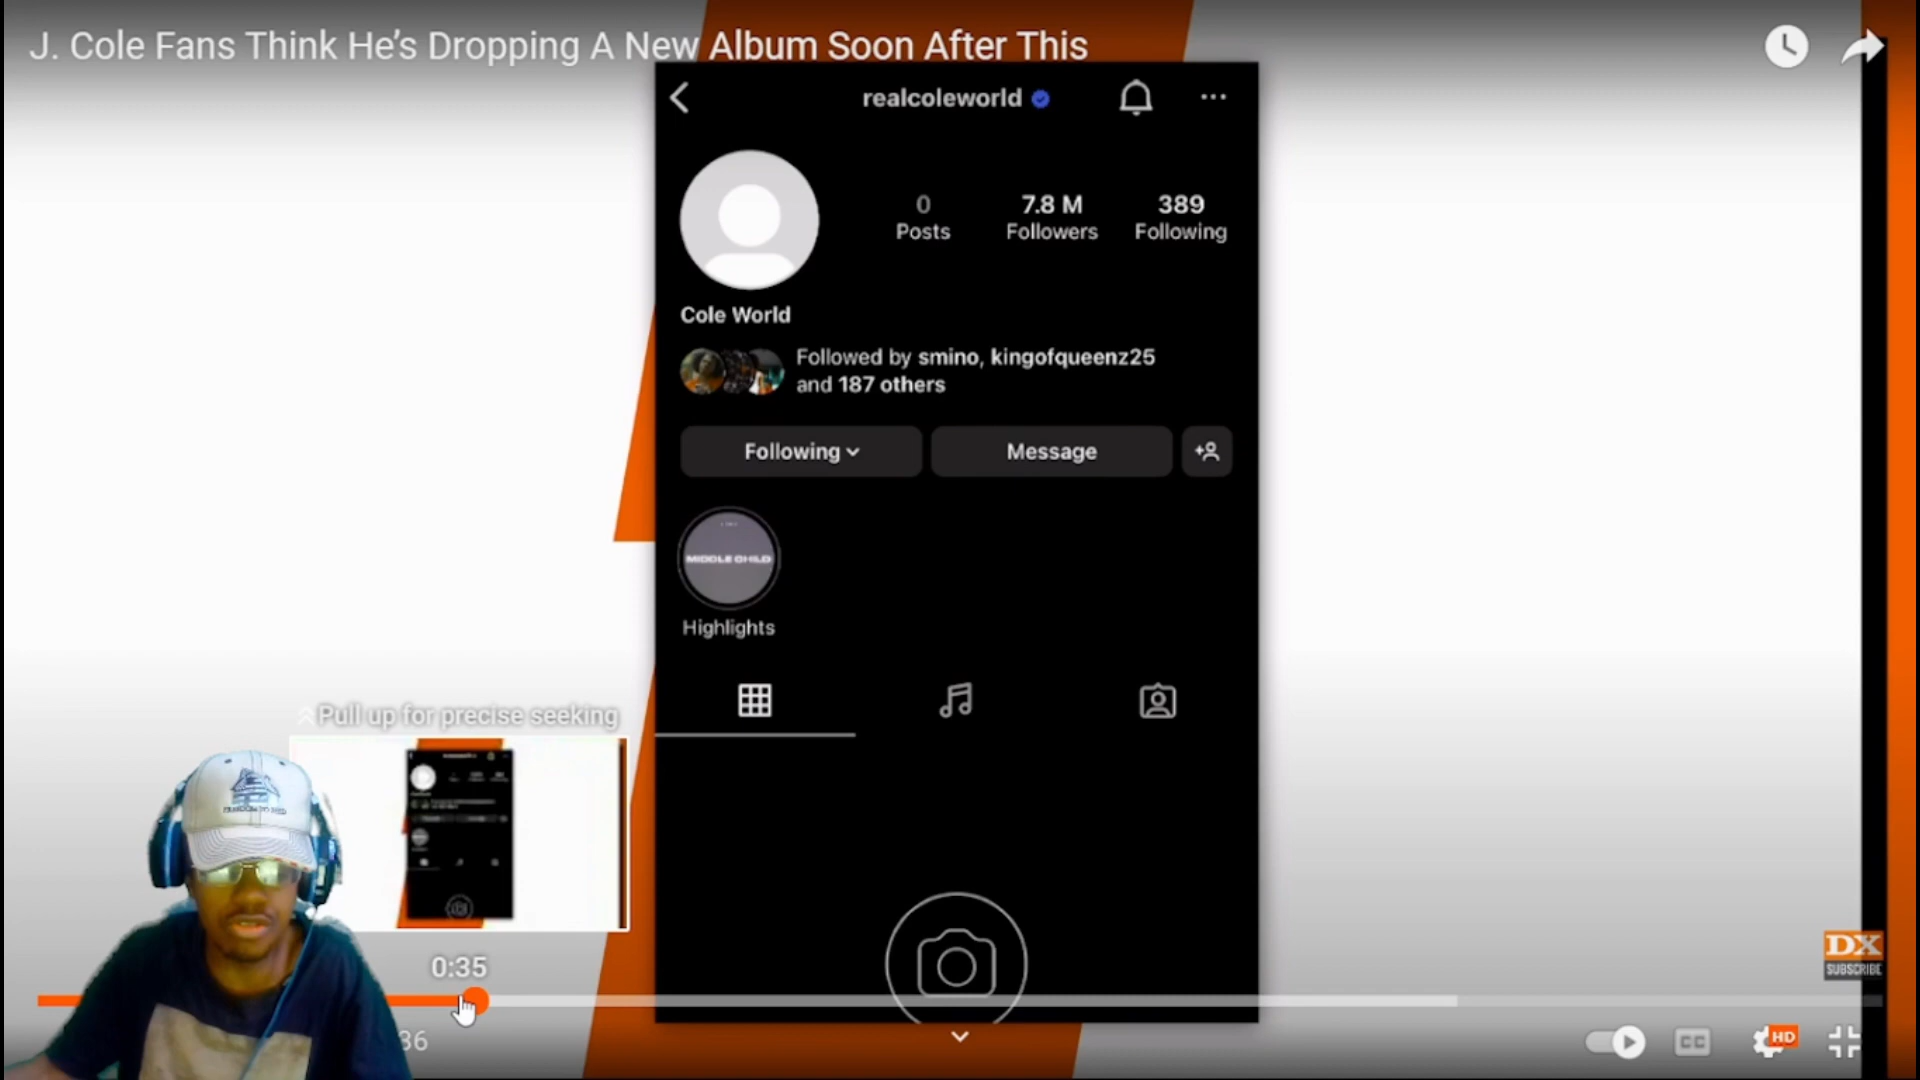 J. Cole Fans Think He's Dropping A New Album Soon After This
realcoleworld
0
Posts
7.8 M
Followers
389
Following
Cole World
Followed by smino, kingofqueenz25
and 187 others
Following
Message
MIDDLE CHILD
Highlights
Pull up for precise seeking
0:35
36
DX
SUBSCRIBE
CC
HD